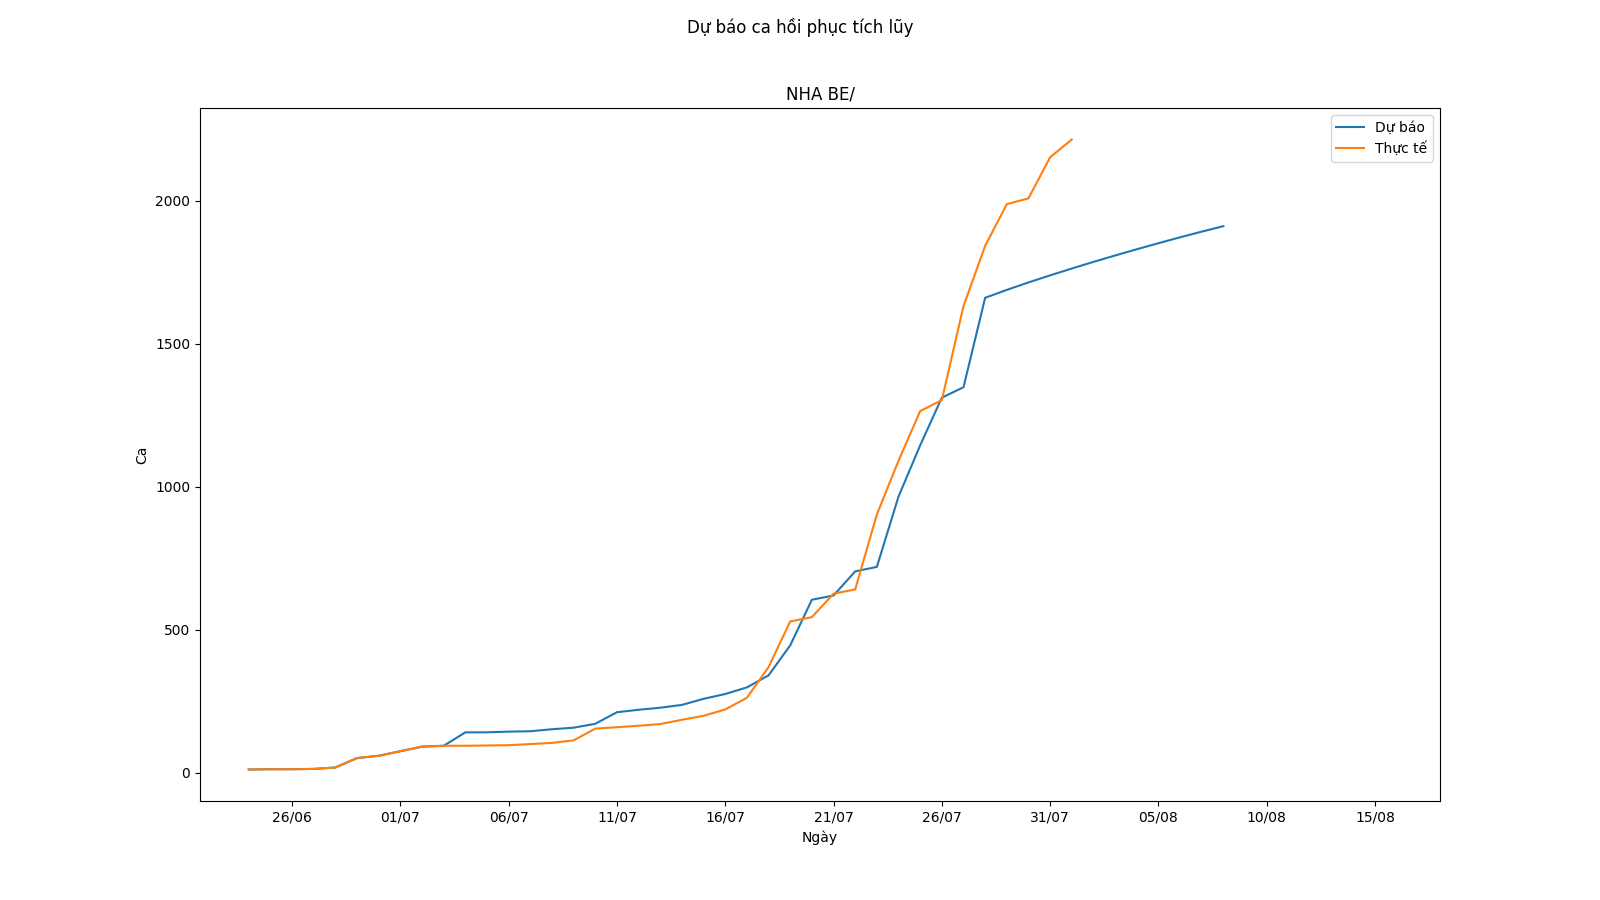 Dự báo ca hồi phục tích lũy
NHA BE/
Dự báo
Thực tế
2000
1500
1000
500
0
Ca
26/06
01/07
06/07
11/07
16/07
21/07
26/07
31/07
05/08
10/08
15/08
Ngày